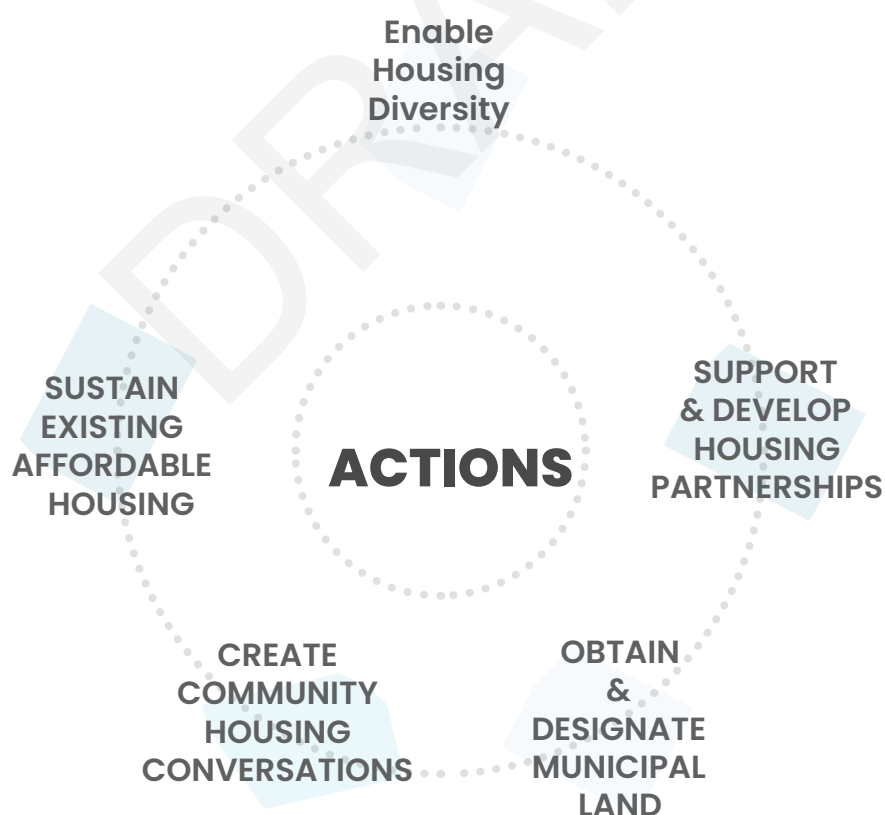 Enable
Housing
Diversity
SUSTAIN
EXISTING
AFFORDABLE
HOUSING
ACTIONS
SUPPORT
& DEVELOP
HOUSING
PARTNERSHIPS
CREATE
COMMUNITY
HOUSING
CONVERSATIONS
OBTAIN
&
DESIGNATE
MUNICIPAL
LAND